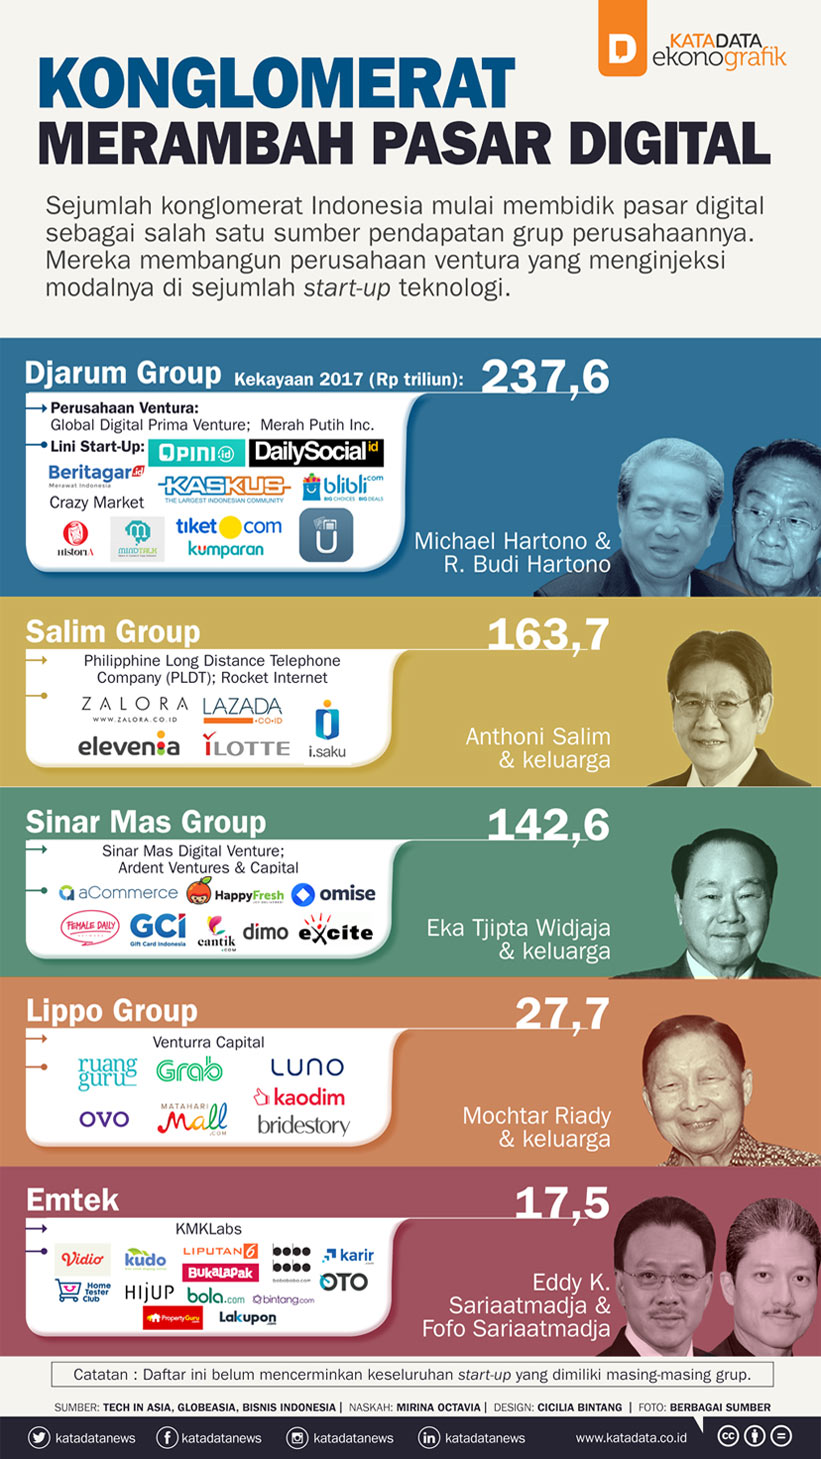 KATADATA
ekonografik
KONGLOMERAT
MERAMBAH PASAR DIGITAL
Sejumlah konglomerat Indonesia mulai membidik pasar digital
sebagai salah satu sumber pendapatan grup perusahaannya.
Mereka membangun perusahaan ventura yang menginjeksi
modalnya di sejumlah start-up teknologi.
Djarum Group Kekayaan 2017 (Rp triliun): 237,6
Perusahaan Ventura:
Global Digital Prima Venture; Merah Putih Inc.
Lini Start-Up: OPINI.id DailySocial id
Beritagar.id
Merawat Indonesia
KASKUS
THE LARGEST INDONESIAN COMMUNITY
blibli.com
BIG CHOICES BIG DEALS
Crazy Market
HISTORIA
MINDTALK
tiket.com
kumparan
U
Michael Hartono &
R. Budi Hartono
Salim Group 163,7
Philipphine Long Distance Telephone
Company (PLDT); Rocket Internet
ZALORA
WWW.ZALORA.CO.ID
LAZADA
.CO.ID
elevenia
iLOTTE
i.saku
Anthoni Salim
& keluarga
Sinar Mas Group 142,6
Sinar Mas Digital Venture;
Ardent Ventures & Capital
aCommerce HappyFresh omise
FEMALE DAILY
NETWORK
GCI
Gift Card Indonesia
cantik
.COM
dimo
excite
Eka Tjipta Widjaja
& keluarga
Lippo Group 27,7
Venturra Capital
ruang
guru
Grab
LUNO
kaodim
OVO
MATAHARI
Mall
.COM
bridestory
Mochtar Riady
& keluarga
Emtek 17,5
KMKLabs
Vidio
kudo
LIPUTAN6
BUKALAPAK
bobobobo.com
karir
.com
Home
Tester
Club
HIJUP
bola.com
bintang.com
OTO
PropertyGuru
Lakupon
.com
Eddy K.
Sariaatmadja &
Fofo Sariaatmadja
Catatan : Daftar ini belum mencerminkan keseluruhan start-up yang dimiliki masing-masing grup.
SUMBER: TECH IN ASIA, GLOBEASIA, BISNIS INDONESIA | NASKAH: MIRINA OCTAVIA | DESIGN: CICILIA BINTANG | FOTO: BERBAGAI SUMBER
katadatanews katadatanews katadatanews katadatanews www.katadata.co.id